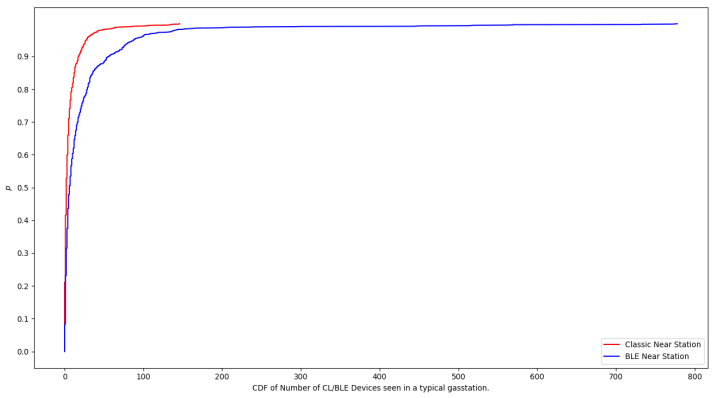 0.9
0.8
0.7
0.6
0.5
0.4
0.3
0.2
0.1
0.0
p
0 100 200 300 400 500 600 700 800
CDF of Number of CL/BLE Devices seen in a typical gasstation.
Classic Near Station
BLE Near Station